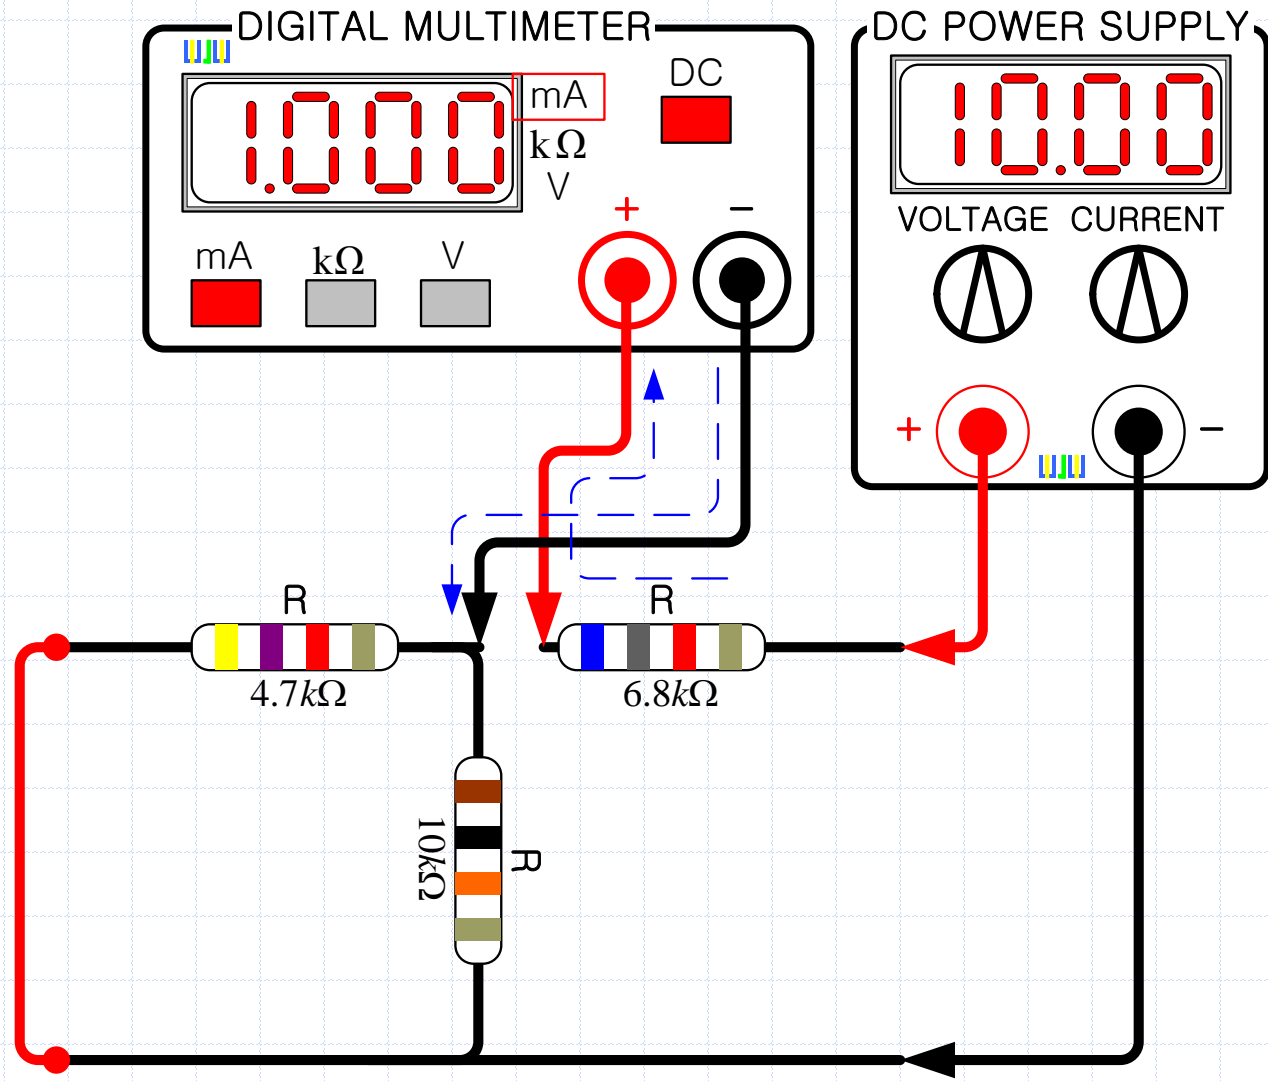 DIGITAL MULTIMETER
DC POWER SUPPLY
1.000
mA
kΩ
V
DC
10.00
+
−
VOLTAGE
CURRENT
mA
kΩ
V
+
−
R
R
4.7kΩ
6.8kΩ
10kΩ
R